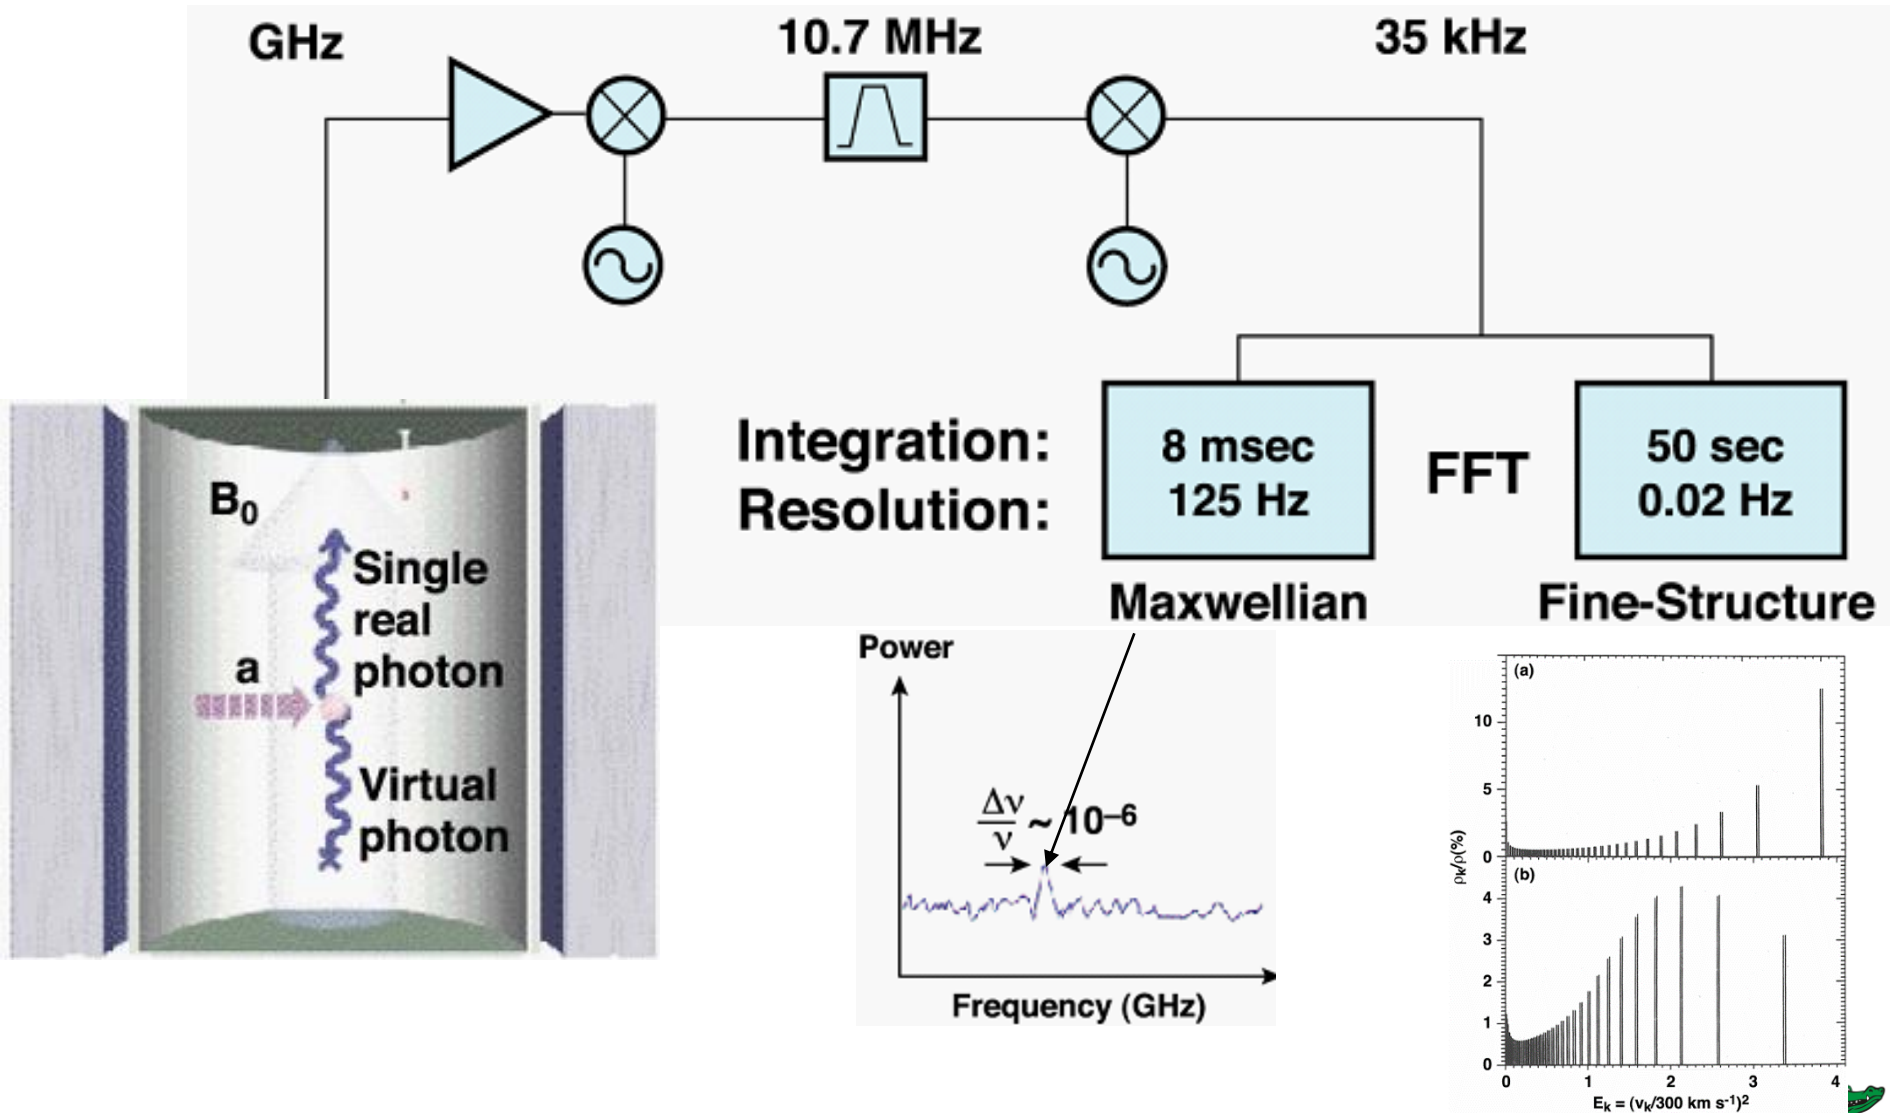 GHz
10.7 MHz
35 kHz
Integration:
Resolution:
8 msec
125 Hz
FFT
50 sec
0.02 Hz
Maxwellian
Fine-Structure
B₀
Single
real
photon
a
Virtual
photon
Power
Δν
ν
~ 10⁻⁶
Frequency (GHz)
(a)
10
5
0
ρk/ρ(%)
(b)
4
3
2
1
0
0 1 2 3 4
Eₖ = (vₖ/300 km s⁻¹)²